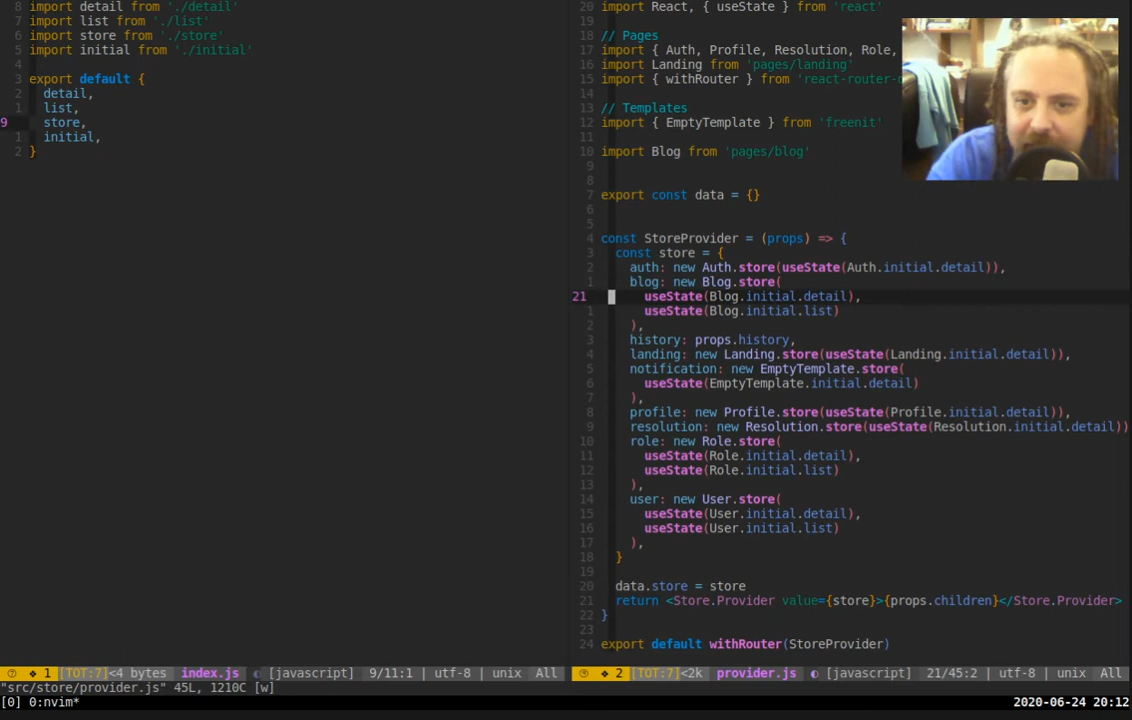 8 import detail from './detail'
7 import list from './list'
6 import store from './store'
5 import initial from './initial'
4
3 export default {
2 detail,
1 list,
9 store,
1 initial,
2 }
20 import React, { useState } from 'react'
19
18 // Pages
17 import { Auth, Profile, Resolution, Role,
16 import Landing from 'pages/landing'
15 import { withRouter } from 'react-router-
14
13 // Templates
12 import { EmptyTemplate } from 'freenit'
11
10 import Blog from 'pages/blog'
9
8
7 export const data = {}
6
5
4 const StoreProvider = (props) => {
3 const store = {
2 auth: new Auth.store(useState(Auth.initial.detail)),
1 blog: new Blog.store(
21 useState(Blog.initial.detail),
1 useState(Blog.initial.list)
2 ),
3 history: props.history,
4 landing: new Landing.store(useState(Landing.initial.detail)),
5 notification: new EmptyTemplate.store(
6 useState(EmptyTemplate.initial.detail)
7 ),
8 profile: new Profile.store(useState(Profile.initial.detail)),
9 resolution: new Resolution.store(useState(Resolution.initial.detail))
10 role: new Role.store(
11 useState(Role.initial.detail),
12 useState(Role.initial.list)
13 ),
14 user: new User.store(
15 useState(User.initial.detail),
16 useState(User.initial.list)
17 ),
18 }
19
20 data.store = store
21 return <Store.Provider value={store}>{props.children}</Store.Provider>
22 }
23
24 export default withRouter(StoreProvider)
1 [TOT:7]<4 bytes index.js [javascript] 9/11:1 | utf-8 | unix All
2 [TOT:7]<2k provider.js [javascript] 21/45:2 | utf-8 | unix All
"src/store/provider.js" 45L, 1210C [w]
[0] 0:nvim* 2020-06-24 20:12